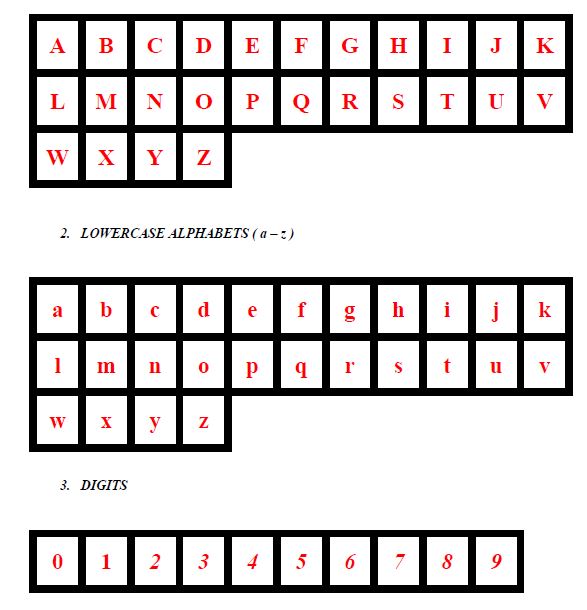 A B C D E F G H I J K
L M N O P Q R S T U V
W X Y Z
2. LOWERCASE ALPHABETS ( a – z )
a b c d e f g h i j k
l m n o p q r s t u v
w x y z
3. DIGITS
0 1 2 3 4 5 6 7 8 9